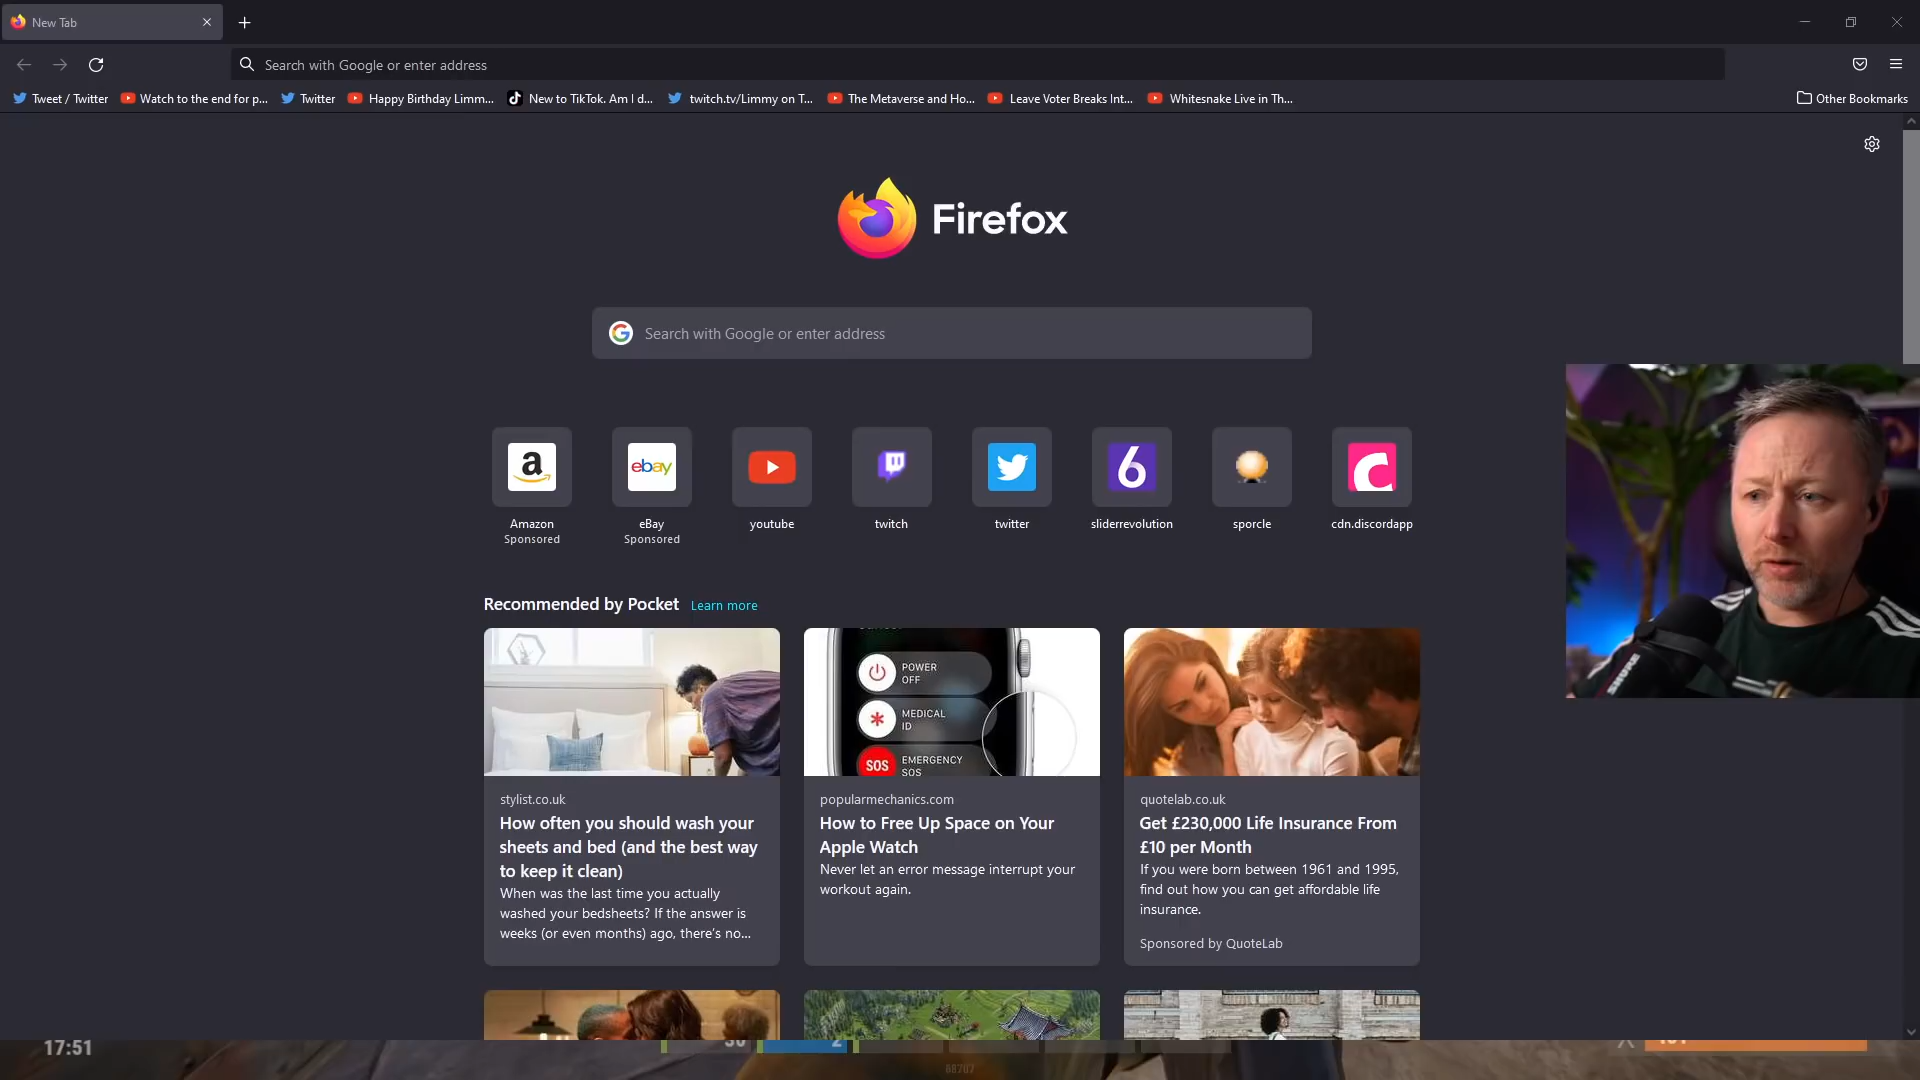 New Tab
Search with Google or enter address
Tweet / Twitter
Watch to the end for p...
Twitter
Happy Birthday Limm...
New to TikTok. Am I d...
twitch.tv/Limmy on T...
The Metaverse and Ho...
Leave Voter Breaks Int...
Whitesnake Live in Th...
Other Bookmarks
Firefox
Search with Google or enter address
a
ebay
6
C
Amazon
Sponsored
eBay
Sponsored
youtube
twitch
twitter
sliderrevolution
sporcle
cdn.discordapp
Recommended by Pocket Learn more
POWER
OFF
MEDICAL
ID
SOS
EMERGENCY
SOS
stylist.co.uk
How often you should wash your
sheets and bed (and the best way
to keep it clean)
When was the last time you actually
washed your bedsheets? If the answer is
weeks (or even months) ago, there's no...
popularmechanics.com
How to Free Up Space on Your
Apple Watch
Never let an error message interrupt your
workout again.
quotelab.co.uk
Get £230,000 Life Insurance From
£10 per Month
If you were born between 1961 and 1995,
find out how you can get affordable life
insurance.
Sponsored by QuoteLab
17:51